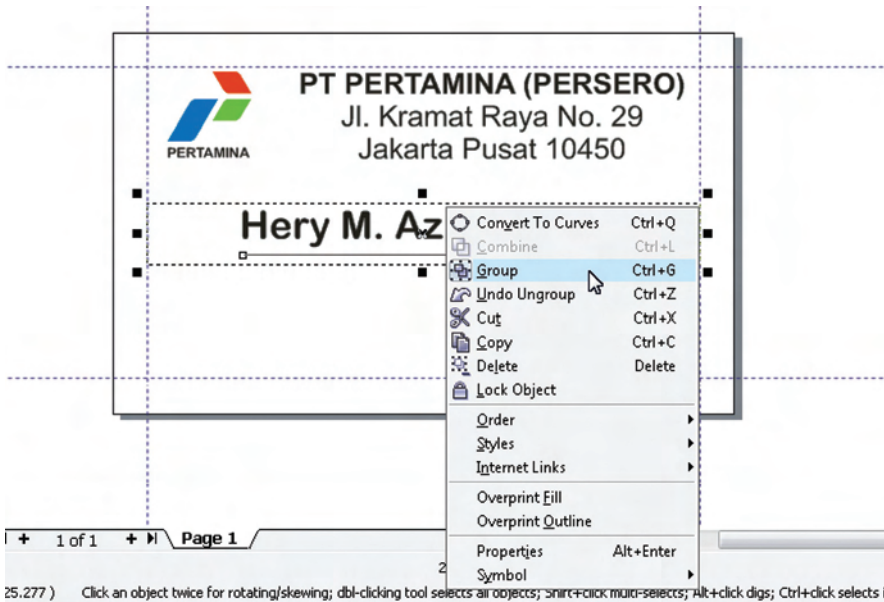 PT PERTAMINA (PERSERO)
Jl. Kramat Raya No. 29
Jakarta Pusat 10450
PERTAMINA
Hery M. Az
Convert To Curves Ctrl+Q
Combine Ctrl+L
Group Ctrl+G
Undo Ungroup Ctrl+Z
Cut Ctrl+X
Copy Ctrl+C
Delete Delete
Lock Object
Order
Styles
Internet Links
Overprint Fill
Overprint Outline
Properties Alt+Enter
Symbol
1 of 1 Page 1
2
25.277 ) Click an object twice for rotating/skewing; dbl-clicking tool selects all objects; Shift+click multi-selects; Alt+click digs; Ctrl+click selects